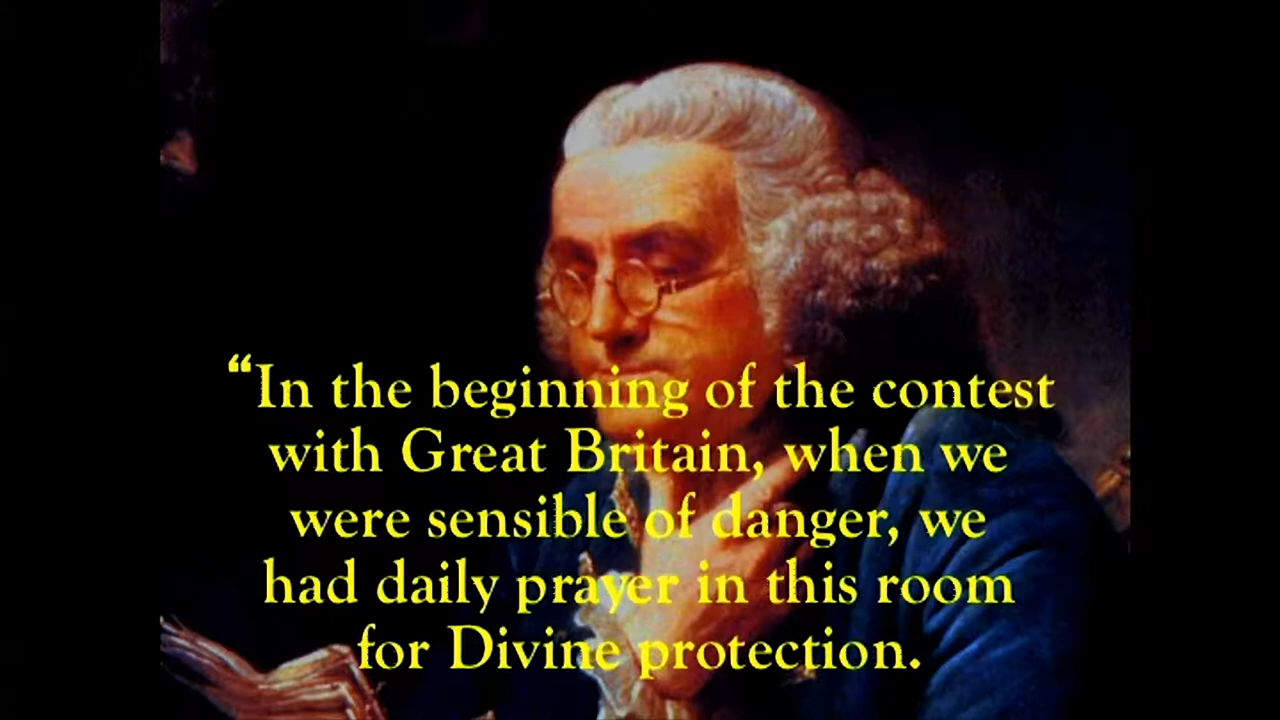 “In the beginning of the contest
with Great Britain, when we
were sensible of danger, we
had daily prayer in this room
for Divine protection.